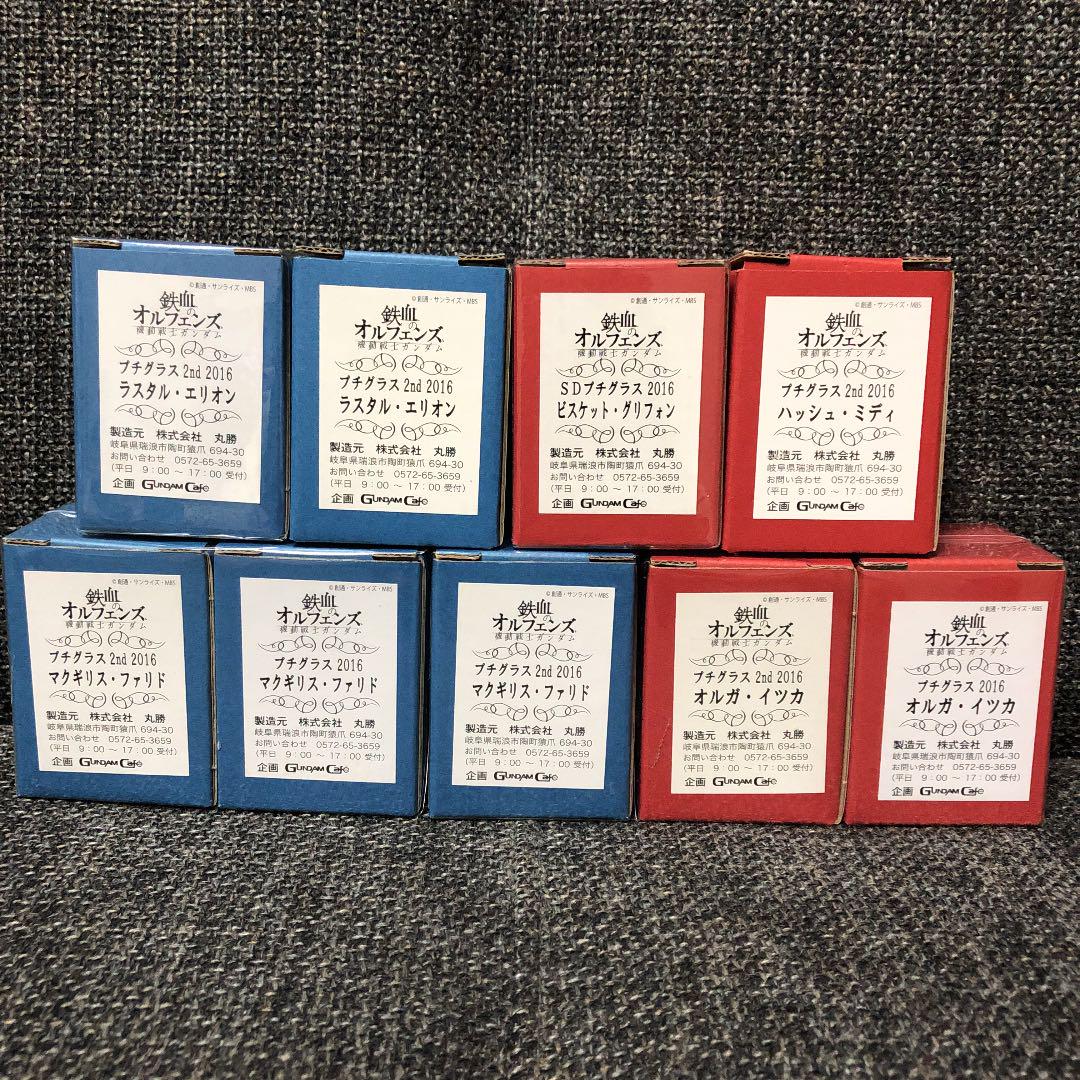 ©創通・サンライズ・MBS
鉄血の
オルフェンズ
機動戦士ガンダム
プチグラス 2nd 2016
ラスタル・エリオン
製造元 株式会社 丸勝
岐阜県瑞浪市陶町猿爪 694-30
お問い合わせ 0572-65-3659
(平日 9：00 ～ 17：00 受付)
企画 GUNDAM Cafe
©創通・サンライズ・MBS
鉄血の
オルフェンズ
機動戦士ガンダム
プチグラス 2nd 2016
ラスタル・エリオン
製造元 株式会社 丸勝
岐阜県瑞浪市陶町猿爪 694-30
お問い合わせ 0572-65-3659
(平日 9：00 ～ 17：00 受付)
企画 GUNDAM Cafe
©創通・サンライズ・MBS
鉄血の
オルフェンズ
機動戦士ガンダム
SDプチグラス 2016
ビスケット・グリフォン
製造元 株式会社 丸勝
岐阜県瑞浪市陶町猿爪 694-30
お問い合わせ 0572-65-3659
(平日 9：00 ～ 17：00 受付)
企画 GUNDAM Cafe
©創通・サンライズ・MBS
鉄血の
オルフェンズ
機動戦士ガンダム
プチグラス 2nd 2016
ハッシュ・ミディ
製造元 株式会社 丸勝
岐阜県瑞浪市陶町猿爪 694-30
お問い合わせ 0572-65-3659
(平日 9：00 ～ 17：00 受付)
企画 GUNDAM Cafe
©創通・サンライズ・MBS
鉄血の
オルフェンズ
機動戦士ガンダム
プチグラス 2nd 2016
マクギリス・ファリド
製造元 株式会社 丸勝
岐阜県瑞浪市陶町猿爪 694-30
お問い合わせ 0572-65-3659
(平日 9：00 ～ 17：00 受付)
企画 GUNDAM Cafe
©創通・サンライズ・MBS
鉄血の
オルフェンズ
機動戦士ガンダム
プチグラス 2016
マクギリス・ファリド
製造元 株式会社 丸勝
岐阜県瑞浪市陶町猿爪 694-30
お問い合わせ 0572-65-3659
(平日 9：00 ～ 17：00 受付)
企画 GUNDAM Cafe
©創通・サンライズ・MBS
鉄血の
オルフェンズ
機動戦士ガンダム
プチグラス 2nd 2016
マクギリス・ファリド
製造元 株式会社 丸勝
岐阜県瑞浪市陶町猿爪 694-30
お問い合わせ 0572-65-3659
(平日 9：00 ～ 17：00 受付)
企画 GUNDAM Cafe
©創通・サンライズ・MBS
鉄血の
オルフェンズ
機動戦士ガンダム
プチグラス 2nd 2016
オルガ・イツカ
製造元 株式会社 丸勝
岐阜県瑞浪市陶町猿爪 694-30
お問い合わせ 0572-65-3659
(平日 9：00 ～ 17：00 受付)
企画 GUNDAM Cafe
©創通・サンライズ・MBS
鉄血の
オルフェンズ
機動戦士ガンダム
プチグラス 2016
オルガ・イツカ
製造元 株式会社 丸勝
岐阜県瑞浪市陶町猿爪 694-30
お問い合わせ 0572-65-3659
(平日 9：00 ～ 17：00 受付)
企画 GUNDAM Cafe